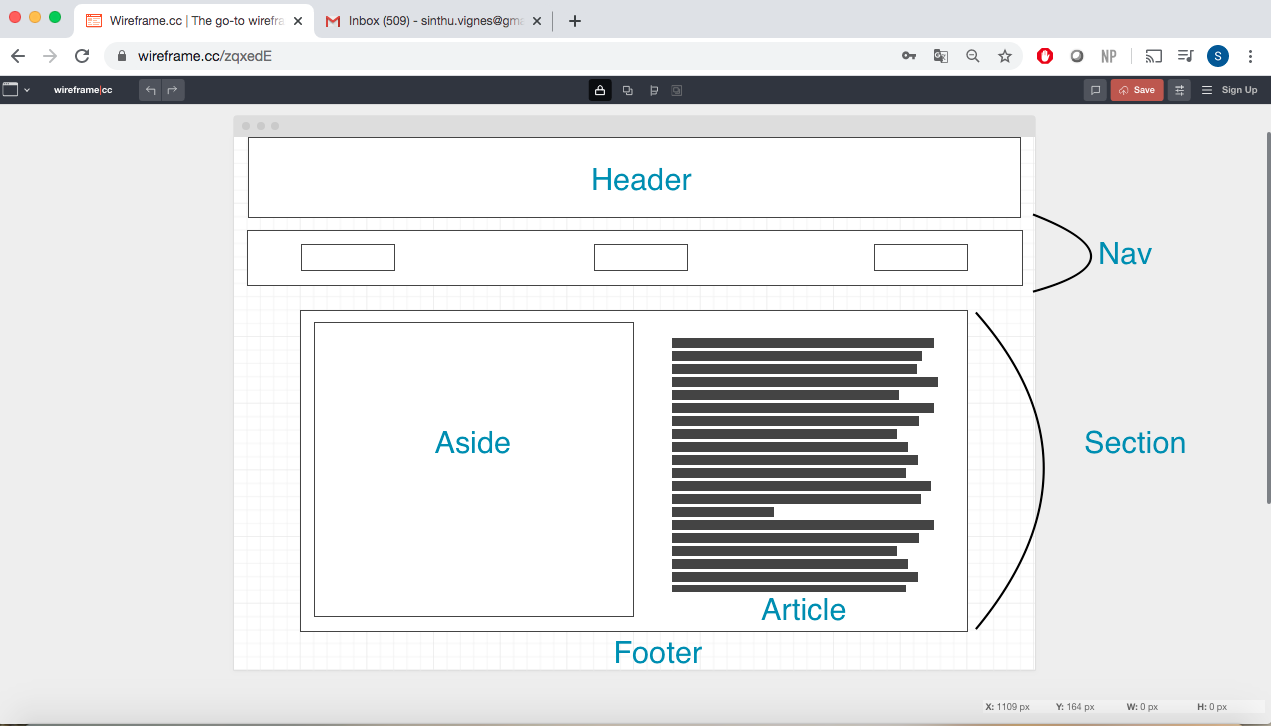 Wireframe.cc | The go-to wirefra
Inbox (509) - sinthu.vignes@gma
wireframe.cc/zqxedE
NP
S
wireframe|cc
Save
Sign Up
Header
Nav
Aside
Section
Article
Footer
X: 1109 px Y: 164 px W: 0 px H: 0 px